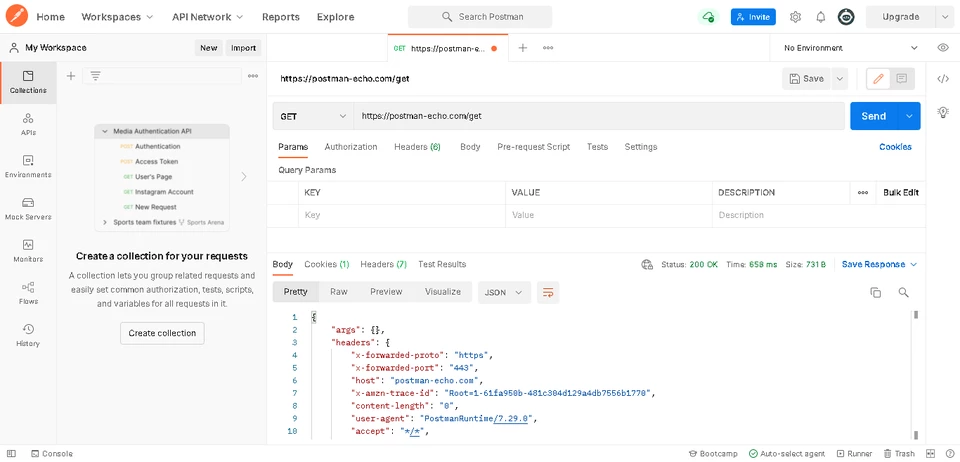 Home Workspaces API Network Reports Explore Search Postman Invite Upgrade
My Workspace New Import GET https://postman-e... No Environment
Collections
APIs
Environments
Mock Servers
Monitors
Flows
History
Media Authentication API
POST Authentication
POST Access Token
GET User's Page
GET Instagram Account
GET New Request
Sports team fixtures Sports Arena
Create a collection for your requests
A collection lets you group related requests and
easily set common authorization, tests, scripts,
and variables for all requests in it.
Create collection
https://postman-echo.com/get Save
GET https://postman-echo.com/get Send
Params Authorization Headers (6) Body Pre-request Script Tests Settings Cookies
Query Params
KEY VALUE DESCRIPTION Bulk Edit
Key Value Description
Body Cookies (1) Headers (7) Test Results Status: 200 OK Time: 658 ms Size: 731 B Save Response
Pretty Raw Preview Visualize JSON
1 {
2 "args": {},
3 "headers": {
4 "x-forwarded-proto": "https",
5 "x-forwarded-port": "443",
6 "host": "postman-echo.com",
7 "x-amzn-trace-id": "Root=1-61fa950b-481c304d129a4db7556b1770",
8 "content-length": "0",
9 "user-agent": "PostmanRuntime/7.29.0",
10 "accept": "*/*",
Console Bootcamp Auto-select agent Runner Trash